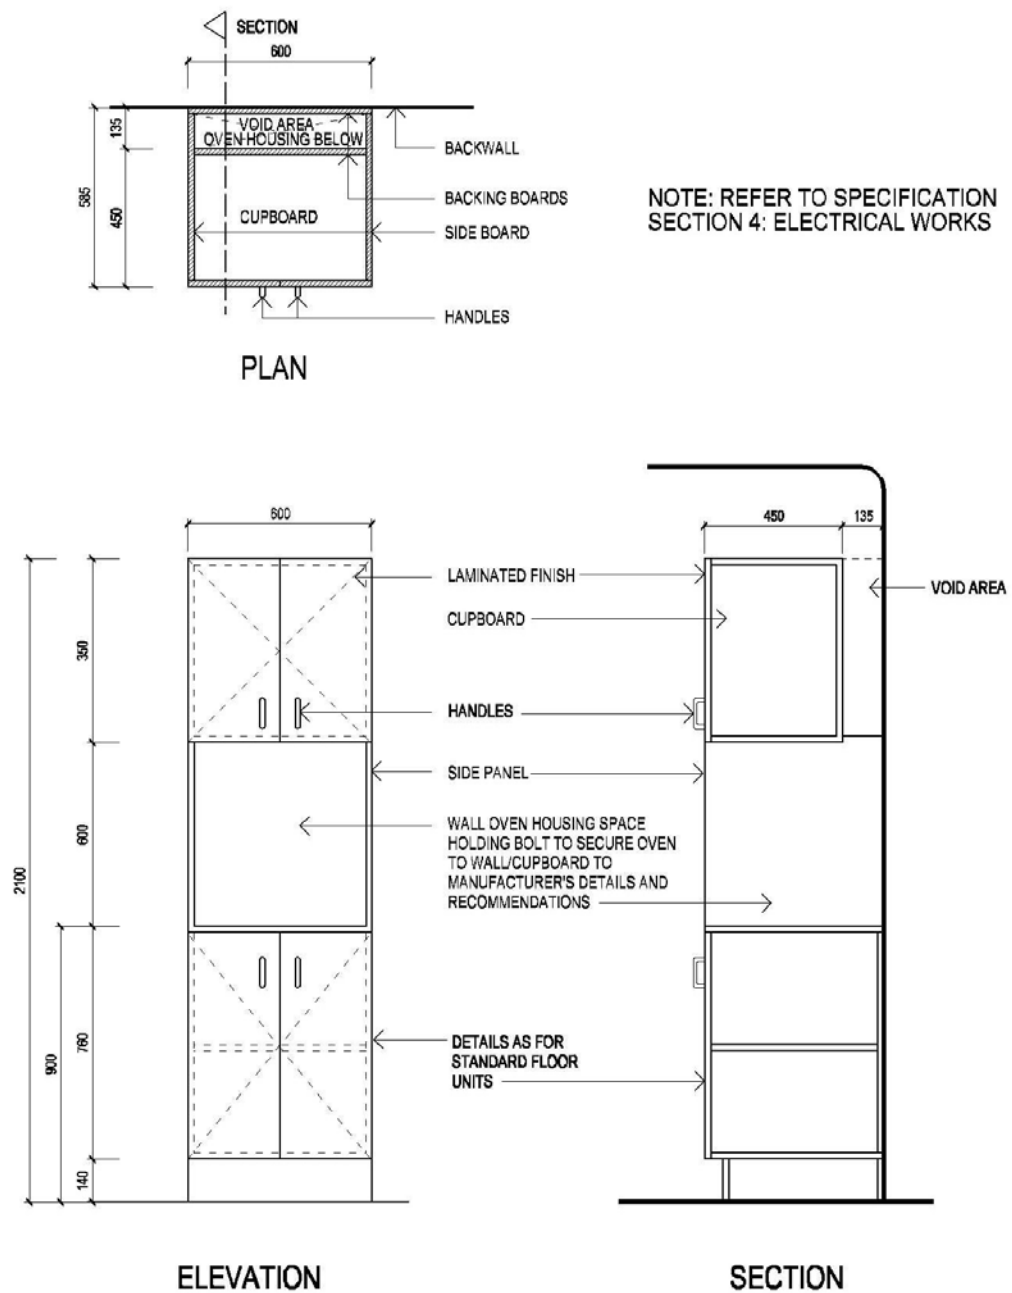 SECTION
600
VOID AREA
OVEN HOUSING BELOW
135
585
450
CUPBOARD
BACKWALL
BACKING BOARDS
SIDE BOARD
HANDLES
NOTE: REFER TO SPECIFICATION
SECTION 4: ELECTRICAL WORKS
PLAN
600
450
135
LAMINATED FINISH
CUPBOARD
VOID AREA
350
HANDLES
SIDE PANEL
WALL OVEN HOUSING SPACE
HOLDING BOLT TO SECURE OVEN
TO WALL/CUPBOARD TO
MANUFACTURER'S DETAILS AND
RECOMMENDATIONS
600
2100
900
760
140
DETAILS AS FOR
STANDARD FLOOR
UNITS
ELEVATION
SECTION